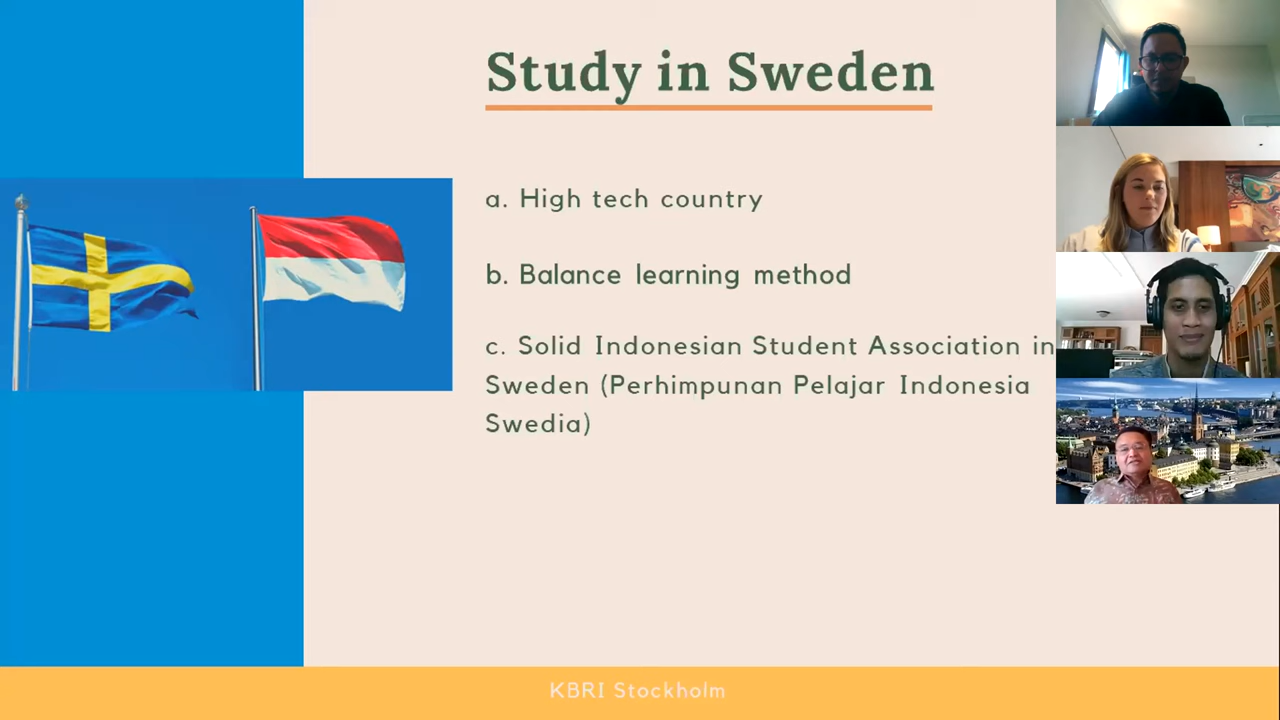 Study in Sweden
a. High tech country
b. Balance learning method
c. Solid Indonesian Student Association in
Sweden (Perhimpunan Pelajar Indonesia
Swedia)
KBRI Stockholm